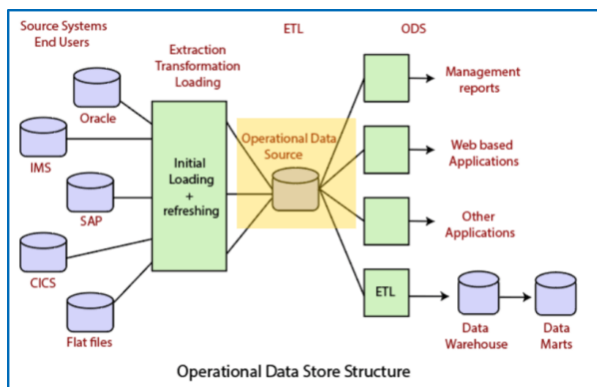 Source Systems
End Users
ETL
ODS
Extraction
Transformation
Loading
Oracle
IMS
SAP
CICS
Flat files
Initial
Loading
+
refreshing
Operational Data
Source
Management
reports
Web based
Applications
Other
Applications
ETL
Data
Warehouse
Data
Marts
Operational Data Store Structure